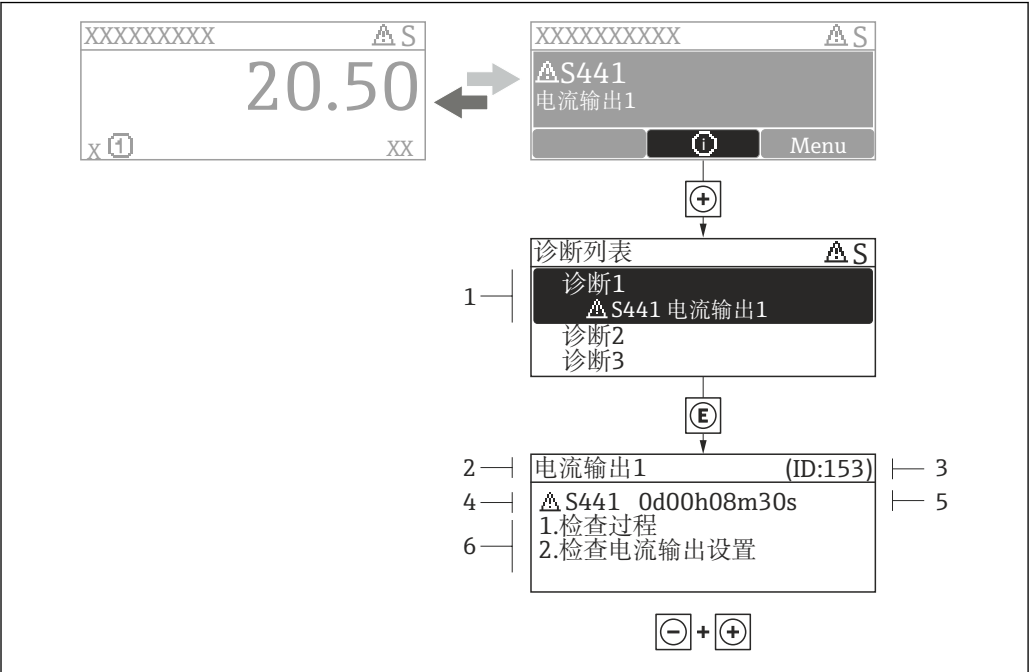 XXXXXXXXX ⚠S
20.50
X ① XX
XXXXXXXXXX ⚠S
⚠S441
电流输出1
ⓘ Menu
+
诊断列表 ⚠S
1
诊断1
⚠S441 电流输出1
诊断2
诊断3
E
2 电流输出1 (ID:153) 3
4 ⚠S441 0d00h08m30s 5
6
1.检查过程
2.检查电流输出设置
- + +